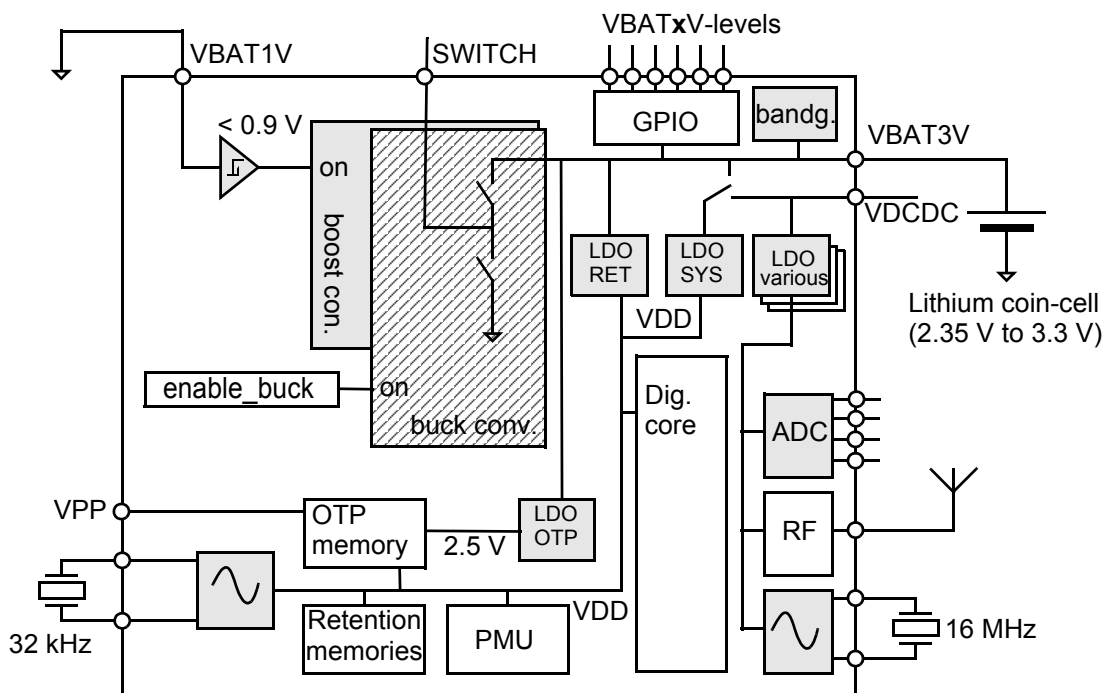 VBATxV-levels
VBAT1V
SWITCH
< 0.9 V
GPIO
bandg.
VBAT3V
on
boost con.
VDCDC
LDO
RET
LDO
SYS
LDO
various
Lithium coin-cell
(2.35 V to 3.3 V)
VDD
enable_buck
on
buck conv.
Dig.
core
ADC
VPP
OTP
memory
2.5 V
LDO
OTP
RF
VDD
32 kHz
Retention
memories
PMU
16 MHz